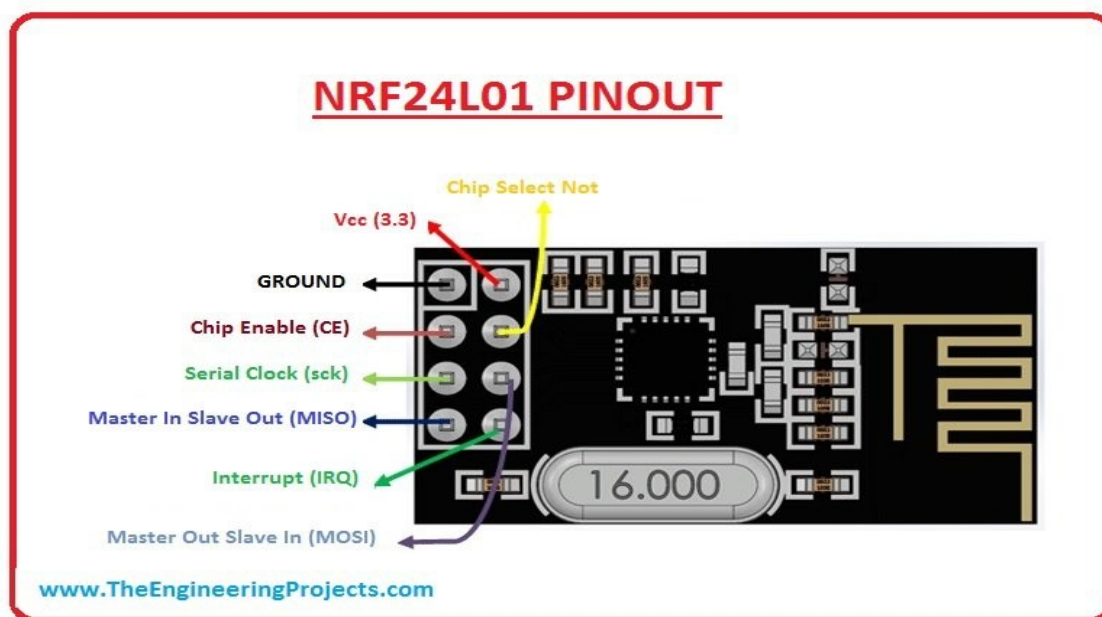 NRF24L01 PINOUT
Chip Select Not
Vcc (3.3)
GROUND
Chip Enable (CE)
Serial Clock (sck)
Master In Slave Out (MISO)
Interrupt (IRQ)
16.000
Master Out Slave In (MOSI)
www.TheEngineeringProjects.com